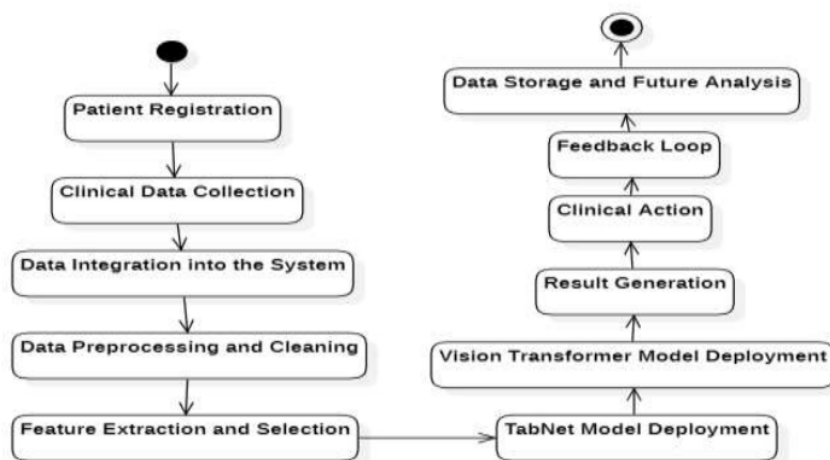 Patient Registration
Clinical Data Collection
Data Integration into the System
Data Preprocessing and Cleaning
Feature Extraction and Selection
TabNet Model Deployment
Vision Transformer Model Deployment
Result Generation
Clinical Action
Feedback Loop
Data Storage and Future Analysis